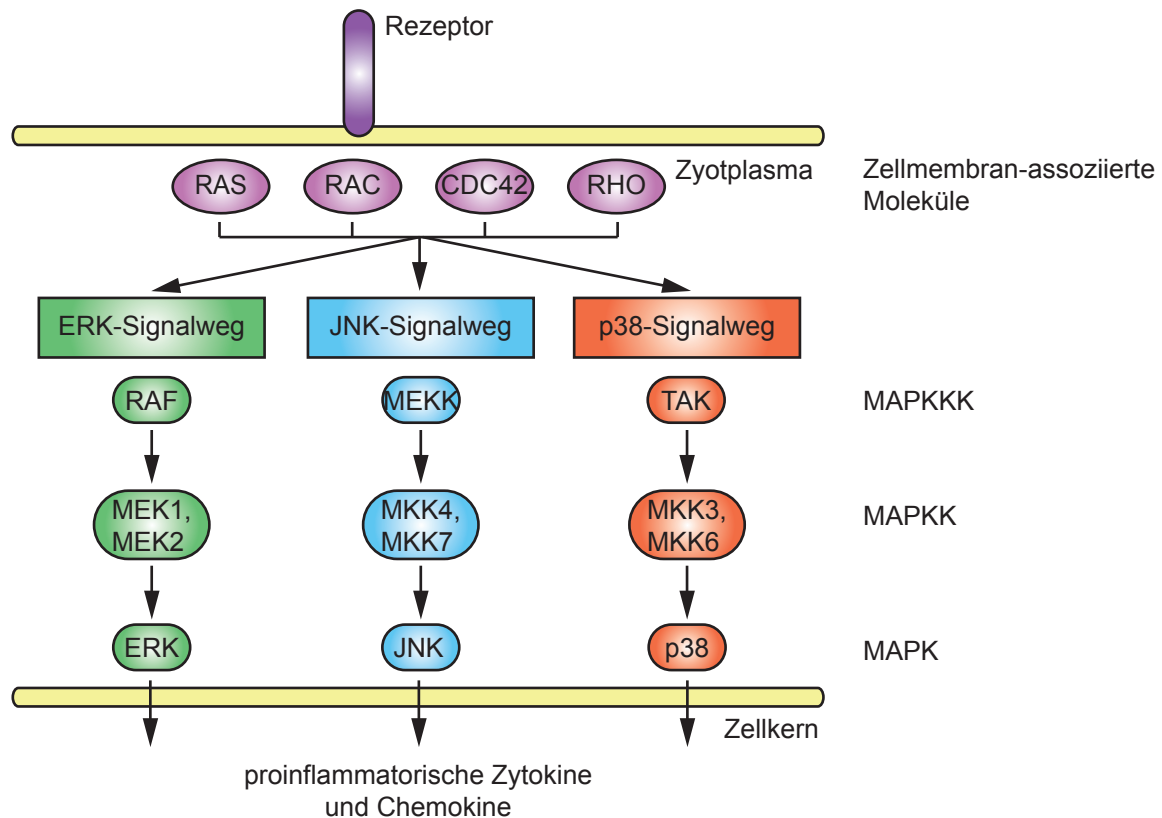 Rezeptor
Zyotplasma
Zellmembran-assoziierte
Moleküle
RAS
RAC
CDC42
RHO
ERK-Signalweg
JNK-Signalweg
p38-Signalweg
RAF
MEKK
TAK
MAPKKK
MEK1,
MEK2
MKK4,
MKK7
MKK3,
MKK6
MAPKK
ERK
JNK
p38
MAPK
Zellkern
proinflammatorische Zytokine
und Chemokine